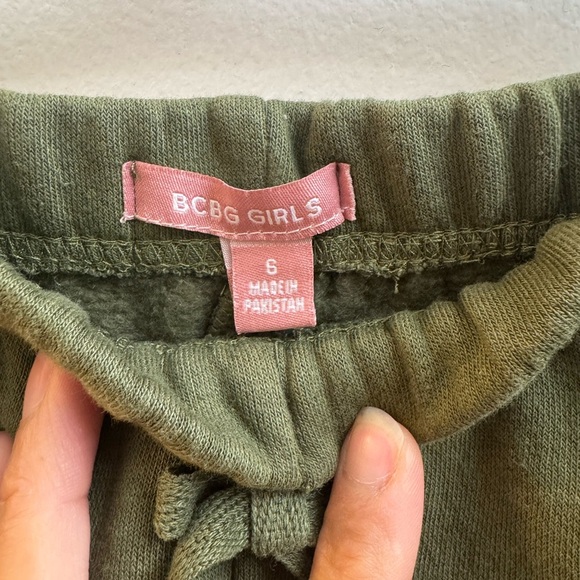 BCBG GIRLS
6
MADE IN
PAKISTAN